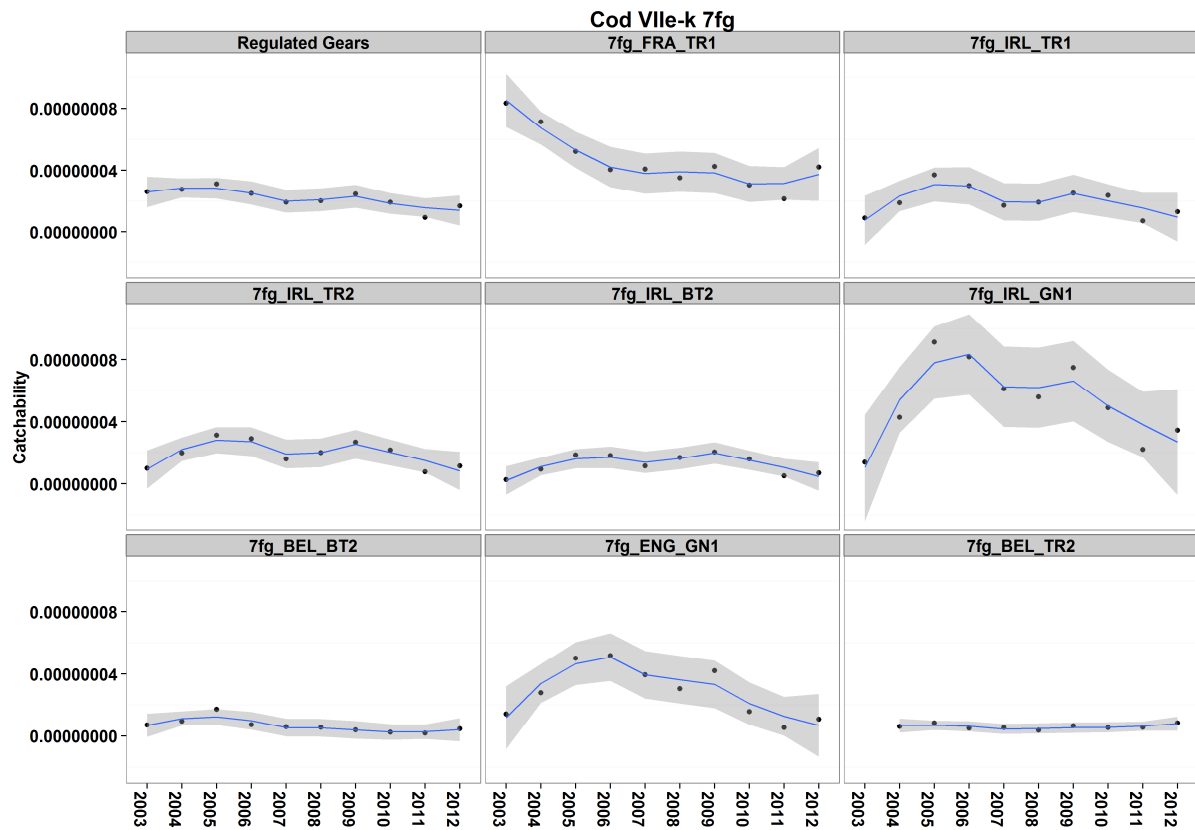 Cod VIIe-k 7fg
Regulated Gears 7fg_FRA_TR1 7fg_IRL_TR1
0.00000008
0.00000004
0.00000000
7fg_IRL_TR2 7fg_IRL_BT2 7fg_IRL_GN1
0.00000008
0.00000004
0.00000000
Catchability
7fg_BEL_BT2 7fg_ENG_GN1 7fg_BEL_TR2
0.00000008
0.00000004
0.00000000
2003 2004 2005 2006 2007 2008 2009 2010 2011 2012 2003 2004 2005 2006 2007 2008 2009 2010 2011 2012 2003 2004 2005 2006 2007 2008 2009 2010 2011 2012